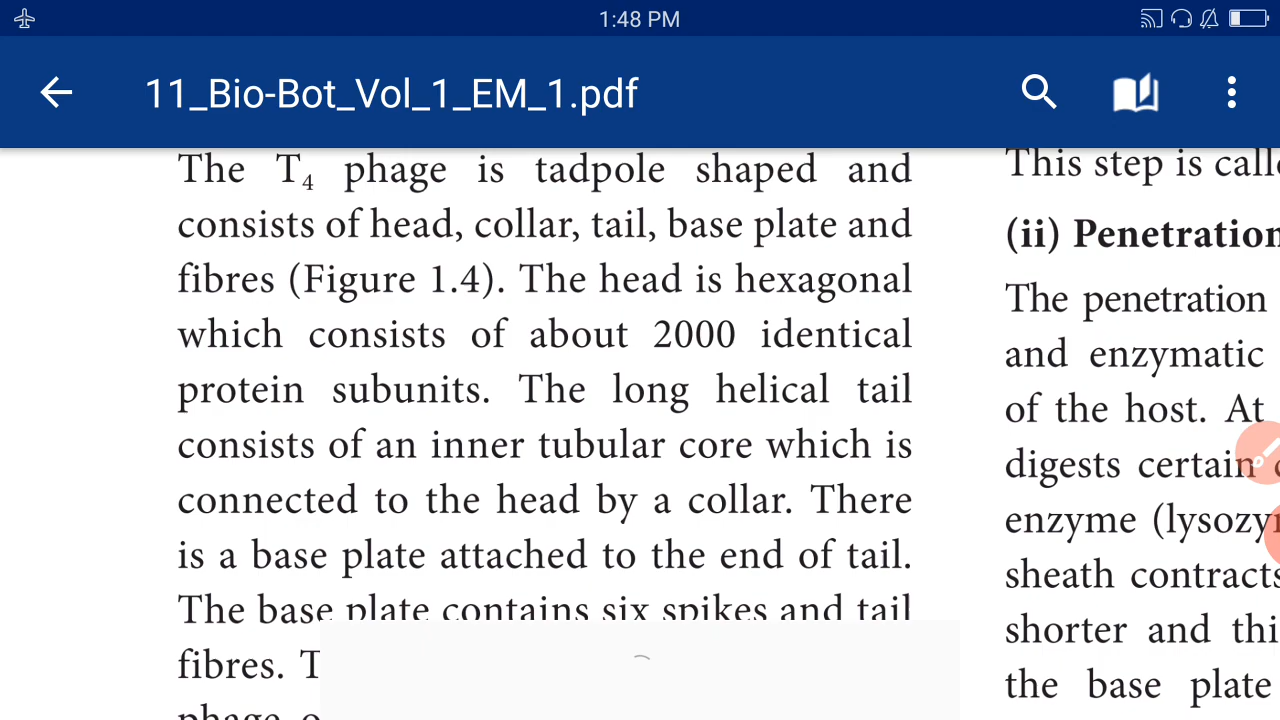 1:48 PM
11_Bio-Bot_Vol_1_EM_1.pdf
The T₄ phage is tadpole shaped and
consists of head, collar, tail, base plate and
fibres (Figure 1.4). The head is hexagonal
which consists of about 2000 identical
protein subunits. The long helical tail
consists of an inner tubular core which is
connected to the head by a collar. There
is a base plate attached to the end of tail.
The base plate contains six spikes and tail
fibres.
phage
This step is
(ii) Penetration
The penetration
and enzymatic
of the host. At
digests certain
enzyme
sheath contracts
shorter and
the base plate